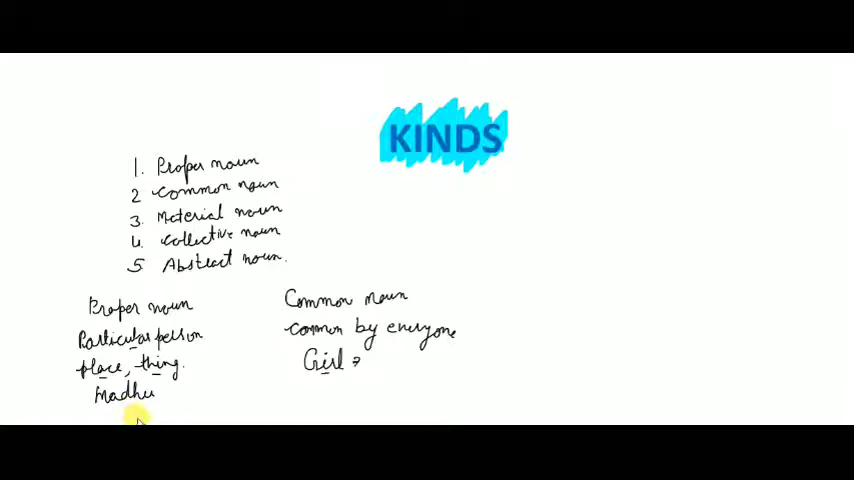 KINDS
1. Proper noun
2 Common noun
3. Material noun
4. Collective noun
5. Abstract noun.
Proper noun
Particular person
place, thing.
Madhu
Common noun
common by everyone
Girl →